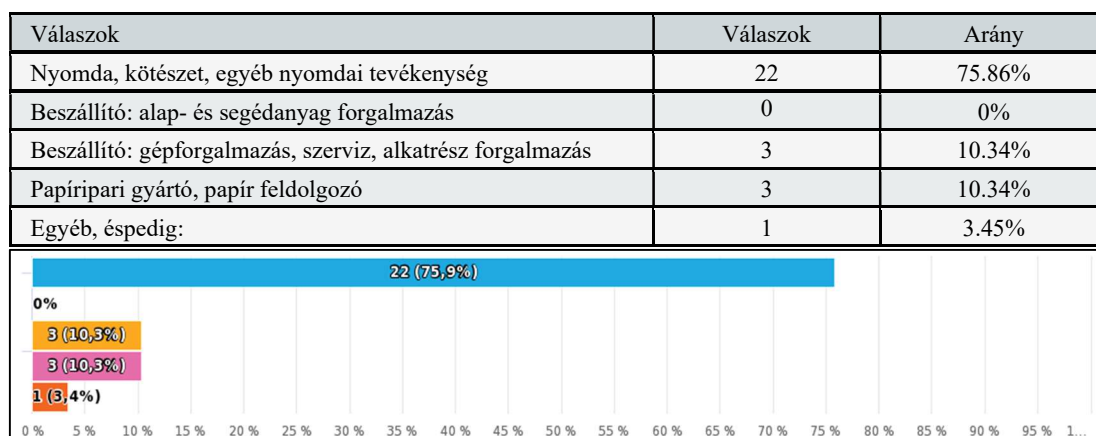 Válaszok Válaszok Arány
Nyomda, kötészet, egyéb nyomdai tevékenység 22 75.86%
Beszállító: alap- és segédanyag forgalmazás 0 0%
Beszállító: gépforgalmazás, szerviz, alkatrész forgalmazás 3 10.34%
Papíripari gyártó, papír feldolgozó 3 10.34%
Egyéb, éspedig: 1 3.45%
22 (75,9%)
0%
3 (10,3%)
3 (10,3%)
1 (3,4%)
0 % 5 % 10 % 15 % 20 % 25 % 30 % 35 % 40 % 45 % 50 % 55 % 60 % 65 % 70 % 75 % 80 % 85 % 90 % 95 % 1...